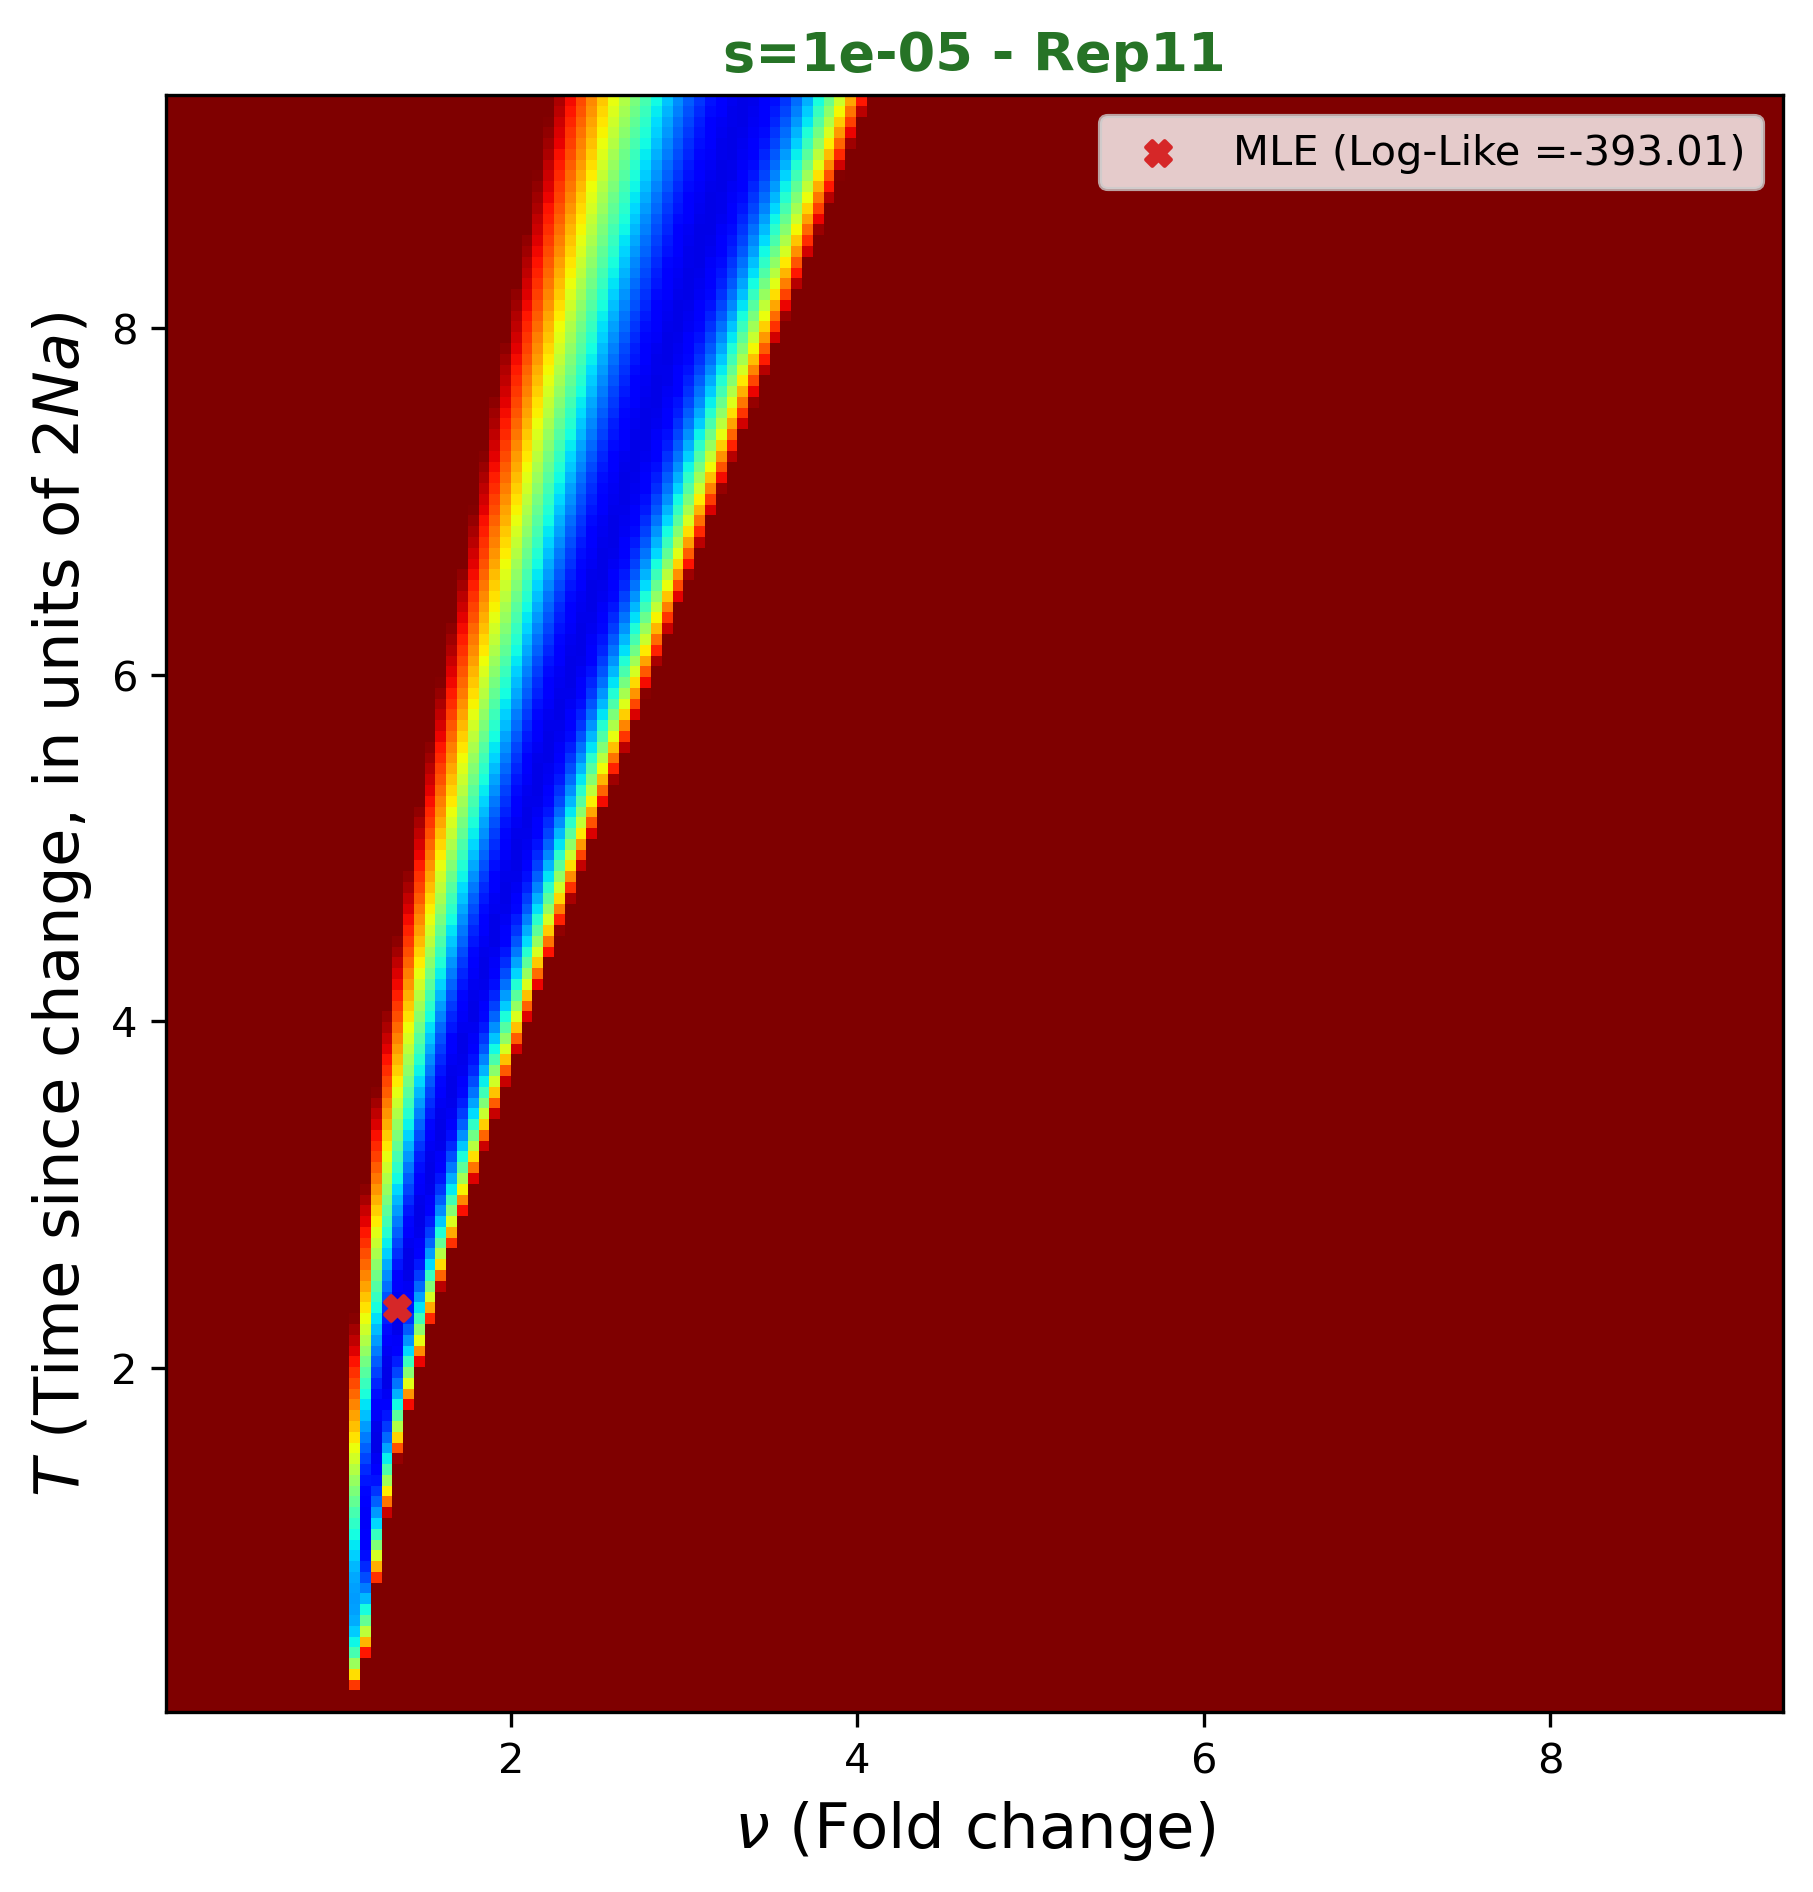 s=1e-05 - Rep11
MLE (Log-Like =-393.01)
T (Time since change, in units of 2Na)
8
6
4
2
2 4 6 8
ν (Fold change)